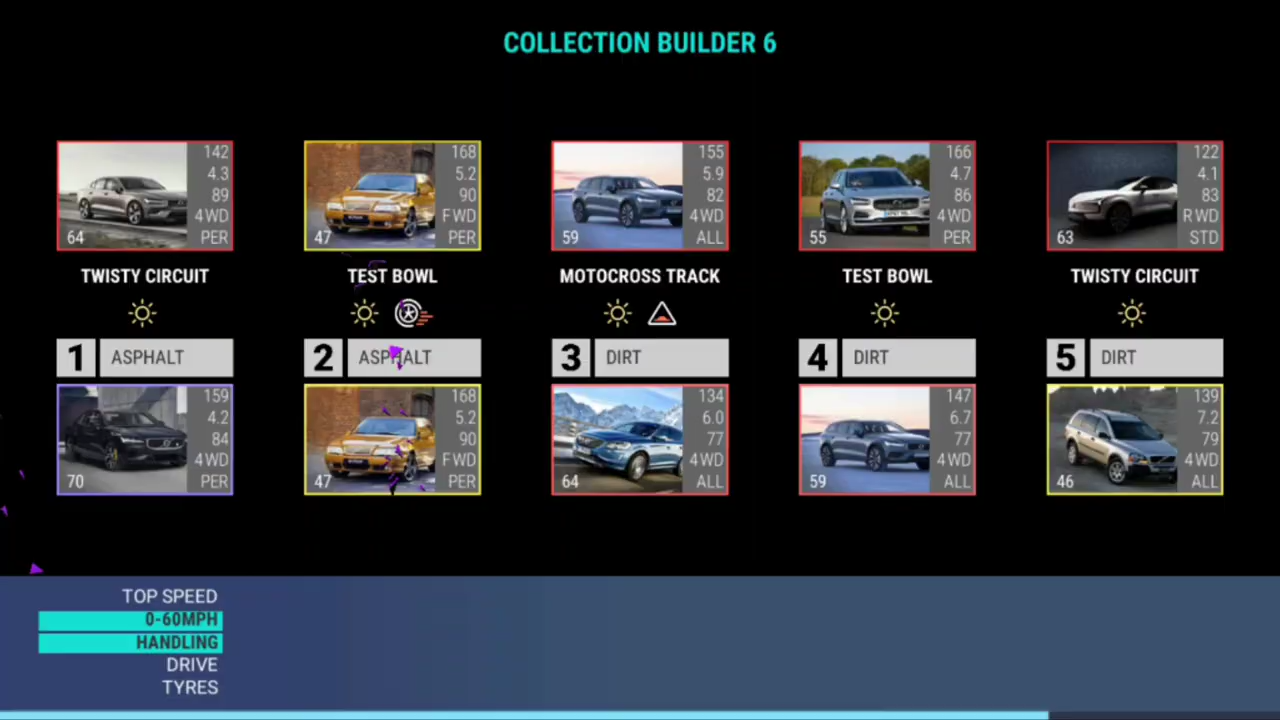 COLLECTION BUILDER 6
142
4.3
89
4WD
64 PER
168
5.2
90
FWD
47 PER
155
5.9
82
4WD
59 ALL
166
4.7
86
4WD
55 PER
122
4.1
83
RWD
63 STD
TWISTY CIRCUIT
TEST BOWL
MOTOCROSS TRACK
TEST BOWL
TWISTY CIRCUIT
1 ASPHALT
2 ASPHALT
3 DIRT
4 DIRT
5 DIRT
159
4.2
84
4WD
70 PER
168
5.2
90
FWD
47 PER
134
6.0
77
4WD
64 ALL
147
6.7
77
4WD
59 ALL
139
7.2
79
4WD
46 ALL
TOP SPEED
0-60MPH
HANDLING
DRIVE
TYRES